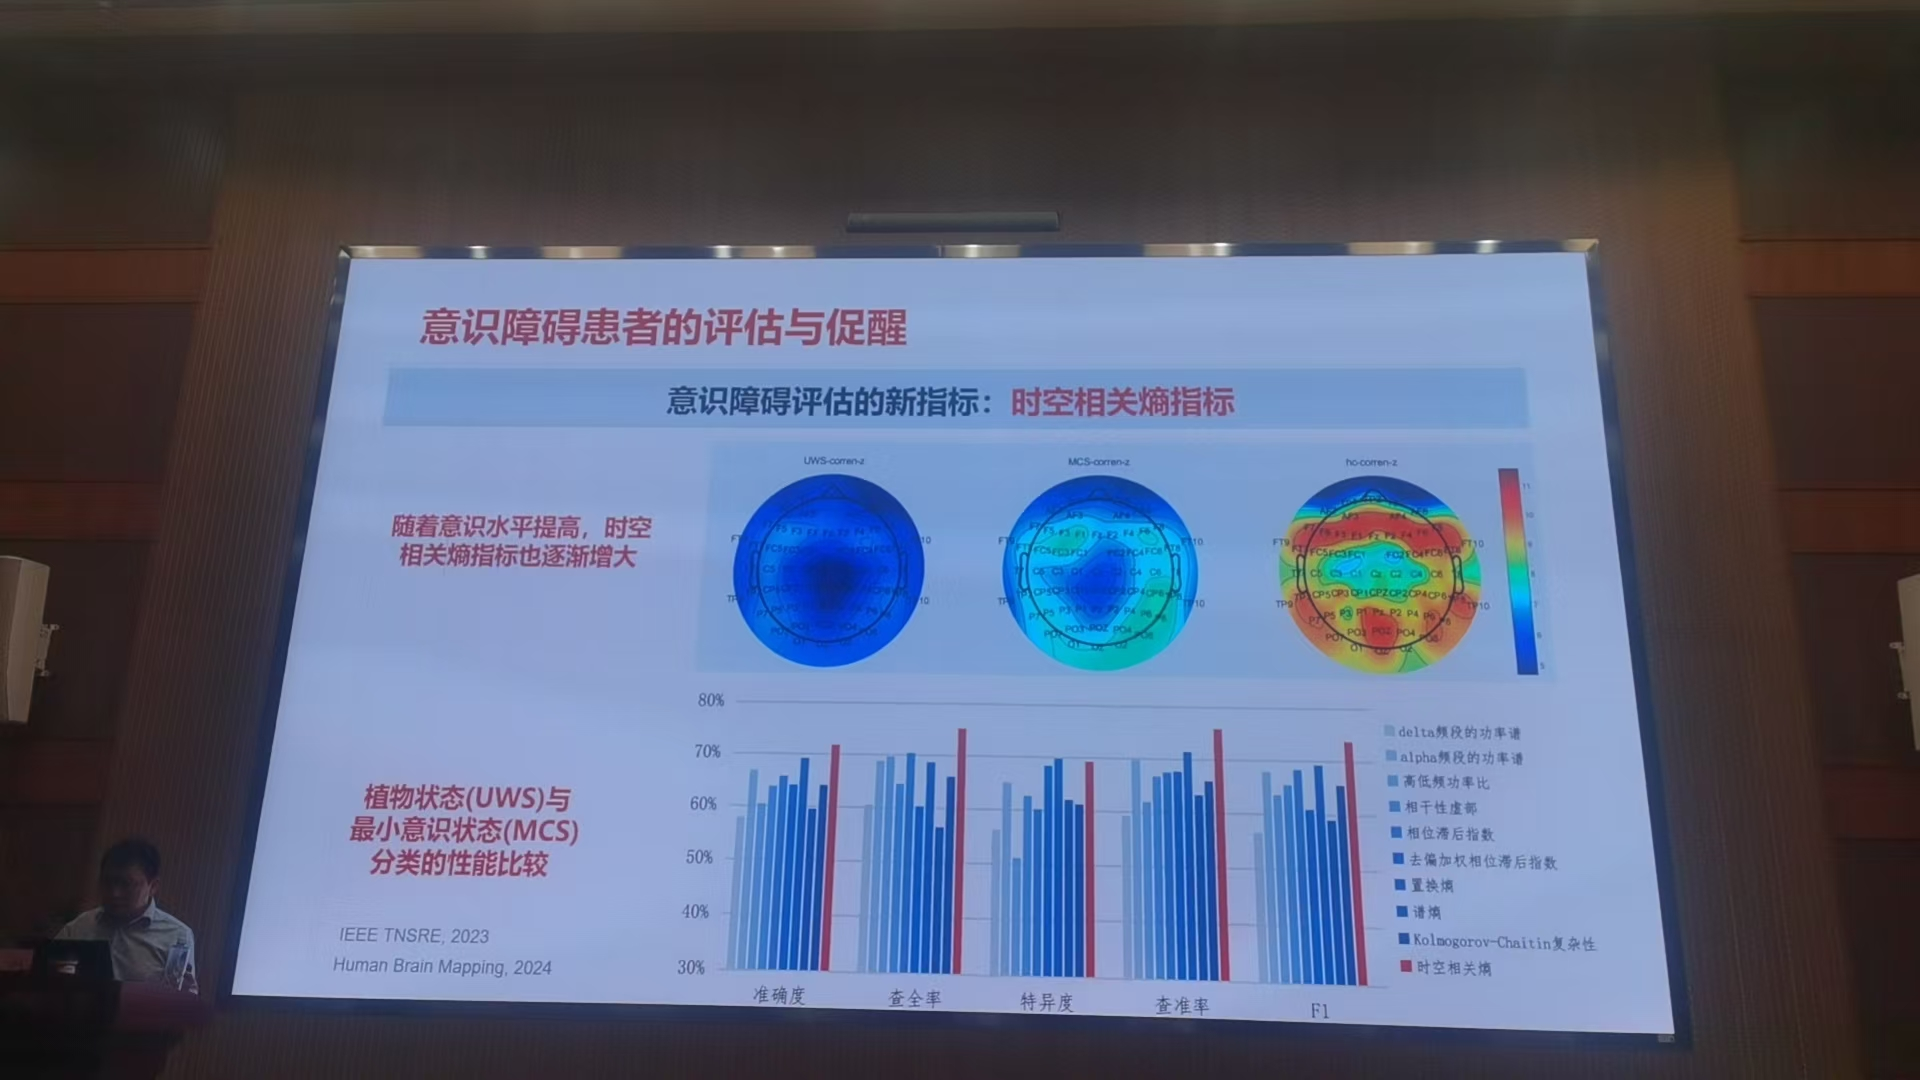 意识障碍患者的评估与促醒
意识障碍评估的新指标：时空相关熵指标
UWS-corren-z
MCS-corren-z
hc-corren-z
随着意识水平提高，时空
相关熵指标也逐渐增大
植物状态(UWS)与
最小意识状态(MCS)
分类的性能比较
IEEE TNSRE, 2023
Human Brain Mapping, 2024
80%
70%
60%
50%
40%
30%
准确度
查全率
特异度
查准率
F1
delta频段的功率谱
alpha频段的功率谱
高低频功率比
相干性虚部
相位滞后指数
去偏加权相位滞后指数
置换熵
谱熵
Kolmogorov-Chaitin复杂性
时空相关熵